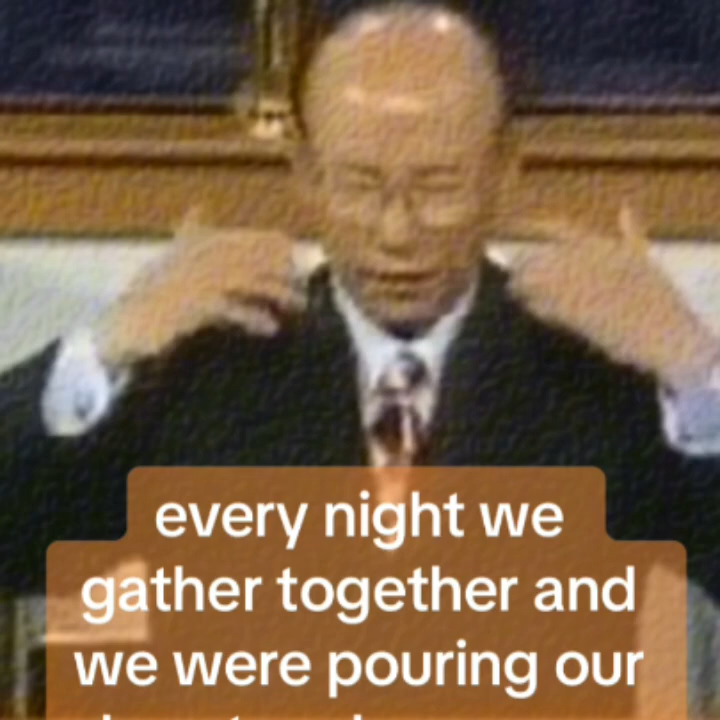 every night we
gather together and
we were pouring our